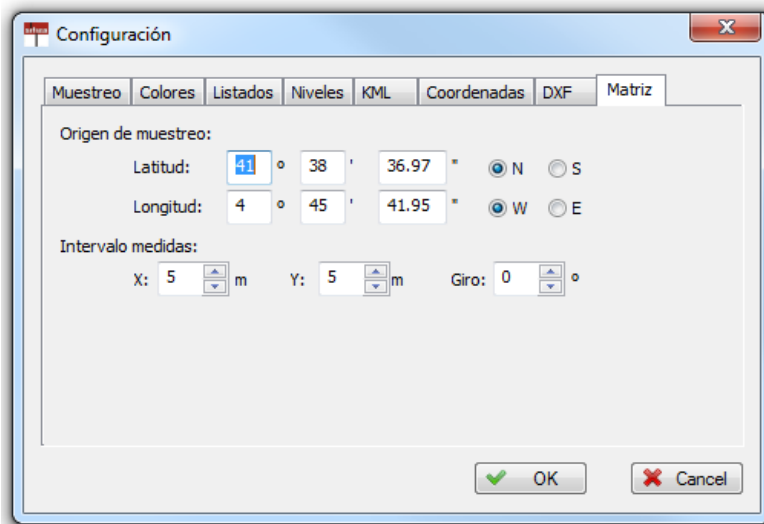 Configuración
Muestreo Colores Listados Niveles KML Coordenadas DXF Matriz
Origen de muestreo:
Latitud: 41 º 38 ' 36.97 " N S
Longitud: 4 º 45 ' 41.95 " W E
Intervalo medidas:
X: 5 m Y: 5 m Giro: 0 º
OK Cancel